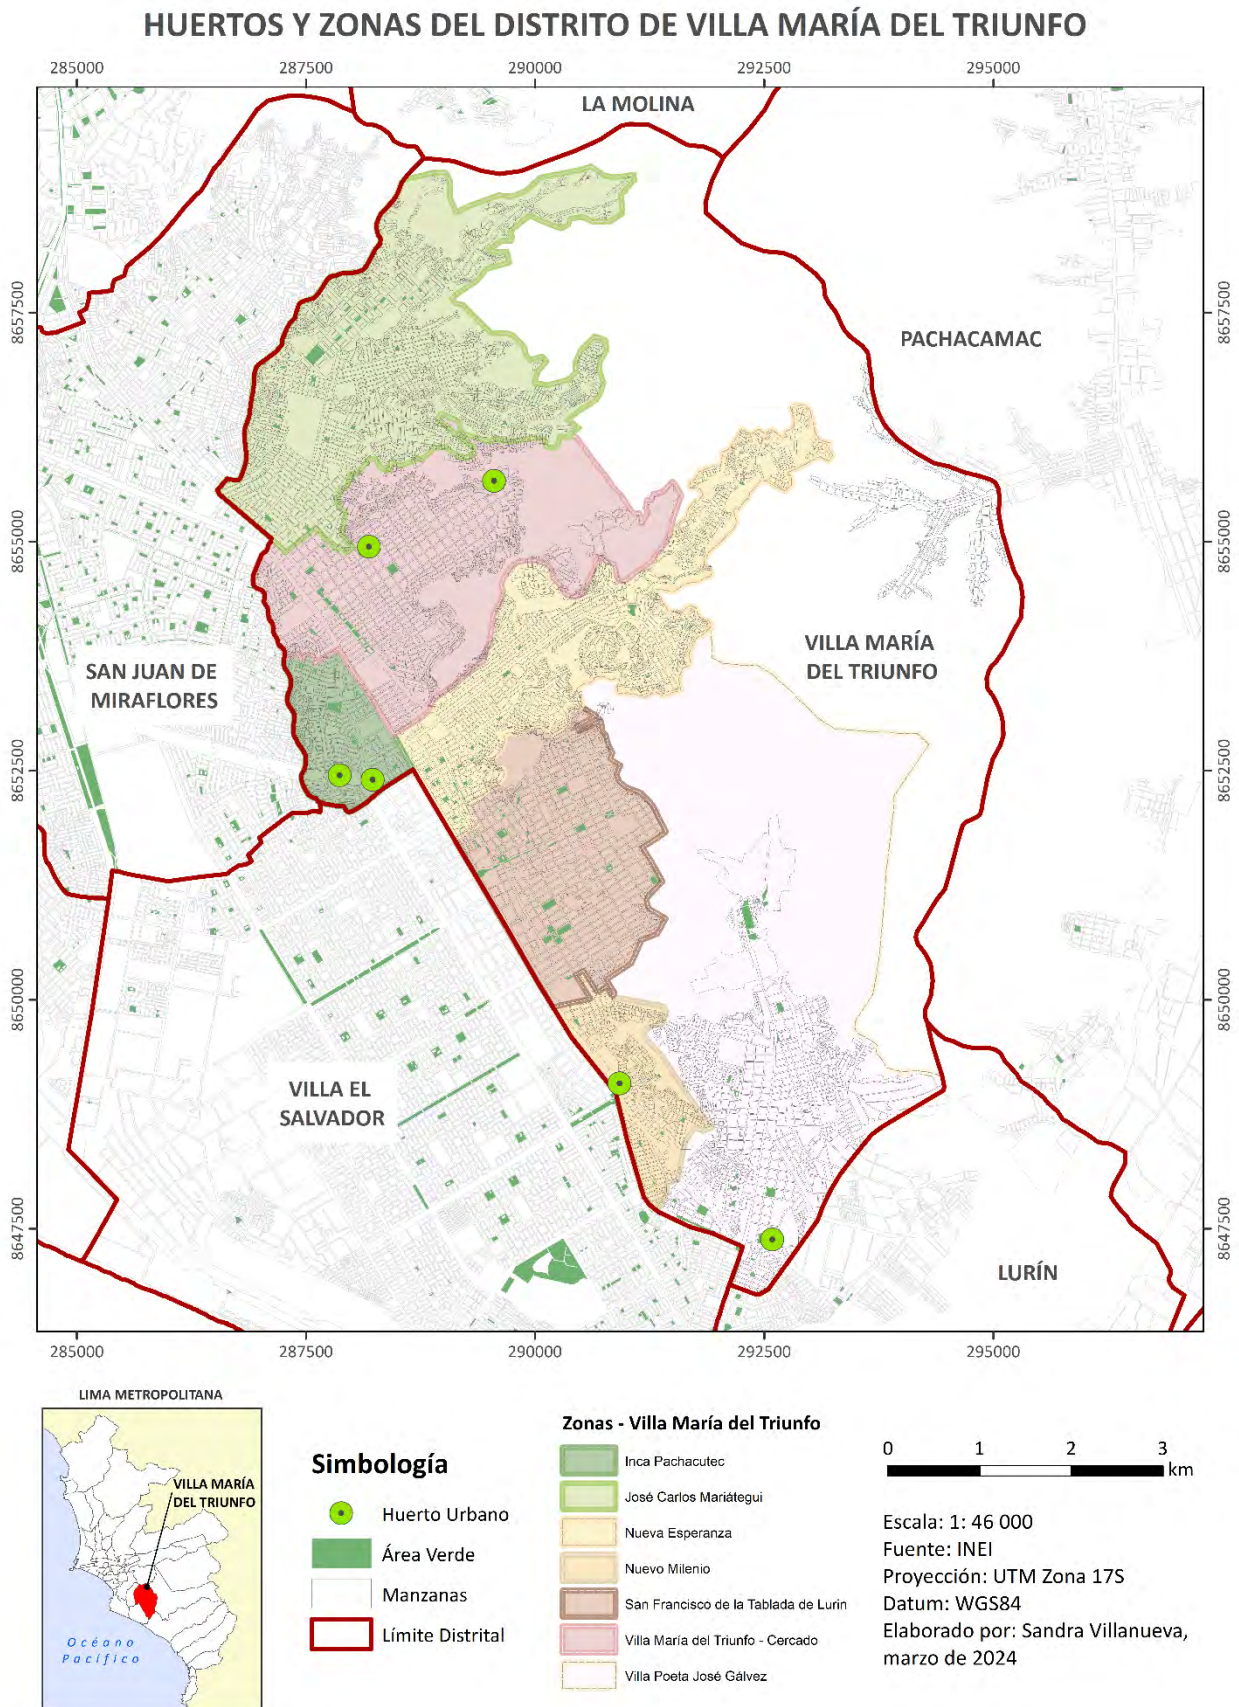 HUERTOS Y ZONAS DEL DISTRITO DE VILLA MARÍA DEL TRIUNFO
285000
287500
290000
292500
295000
LA MOLINA
8657500
8657500
PACHACAMAC
8655000
8655000
VILLA MARÍA
DEL TRIUNFO
SAN JUAN DE
MIRAFLORES
8652500
8652500
8650000
8650000
VILLA EL
SALVADOR
8647500
8647500
LURÍN
285000
287500
290000
292500
295000
LIMA METROPOLITANA
VILLA MARÍA
DEL TRIUNFO
Océano
Pacífico
Simbología
Huerto Urbano
Área Verde
Manzanas
Límite Distrital
Zonas - Villa María del Triunfo
Inca Pachacutec
José Carlos Mariátegui
Nueva Esperanza
Nuevo Milenio
San Francisco de la Tablada de Lurin
Villa María del Triunfo - Cercado
Villa Poeta José Gálvez
0 1 2 3
km
Escala: 1: 46 000
Fuente: INEI
Proyección: UTM Zona 17S
Datum: WGS84
Elaborado por: Sandra Villanueva,
marzo de 2024